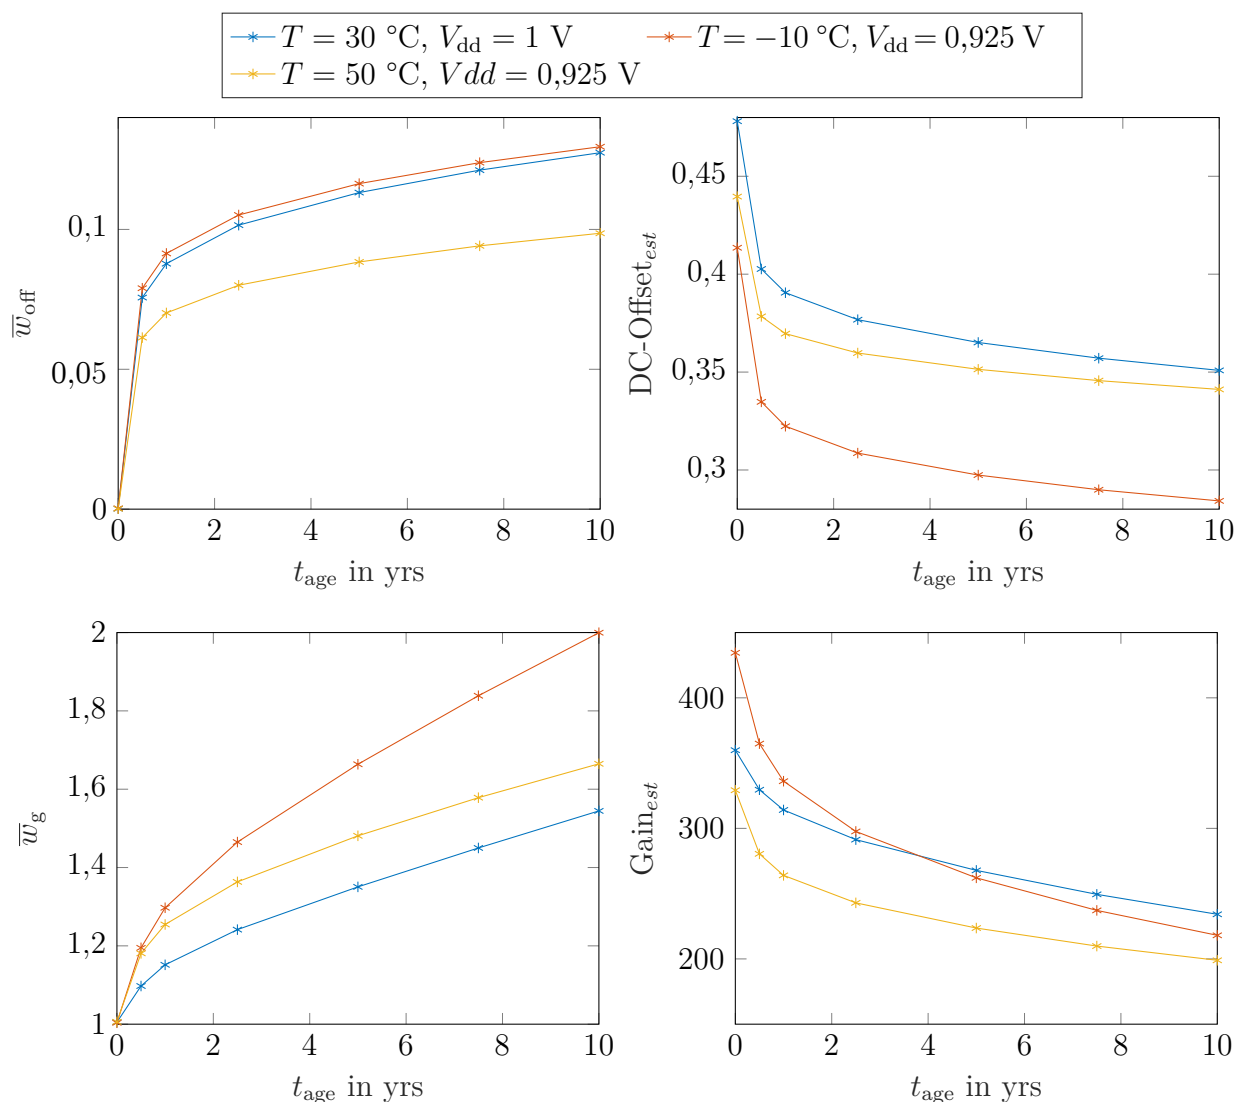 T = 30 °C, V_dd = 1 V
T = −10 °C, V_dd = 0,925 V
T = 50 °C, Vdd = 0,925 V
w̅_off
0,1
0,05
0
0 2 4 6 8 10
t_age in yrs
DC-Offset_est
0,45
0,4
0,35
0,3
0 2 4 6 8 10
t_age in yrs
w̅_g
2
1,8
1,6
1,4
1,2
1
0 2 4 6 8 10
t_age in yrs
Gain_est
400
300
200
0 2 4 6 8 10
t_age in yrs